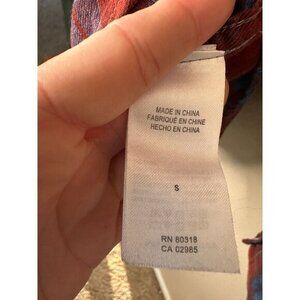 MADE IN CHINA
FABRIQUÉ EN CHINE
HECHO EN CHINA
S
RN 80318
CA 02985